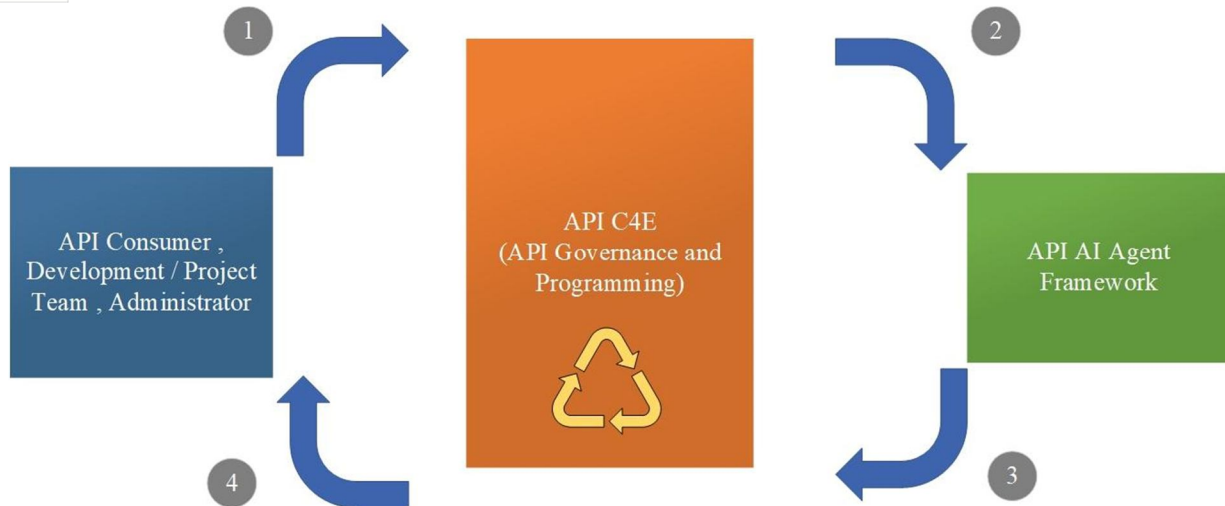 1
2
API Consumer ,
Development / Project
Team , Administrator
API C4E
(API Governance and
Programming)
API AI Agent
Framework
4
3